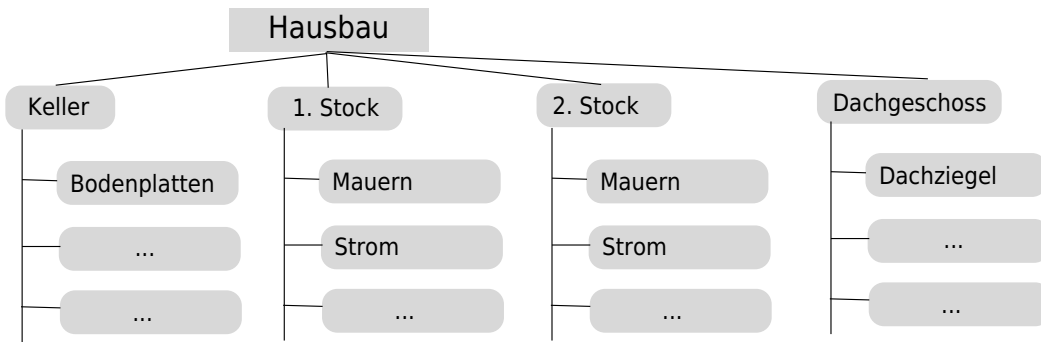 Hausbau
Keller
1. Stock
2. Stock
Dachgeschoss
Bodenplatten
Mauern
Mauern
Dachziegel
...
Strom
Strom
...
...
...
...
...